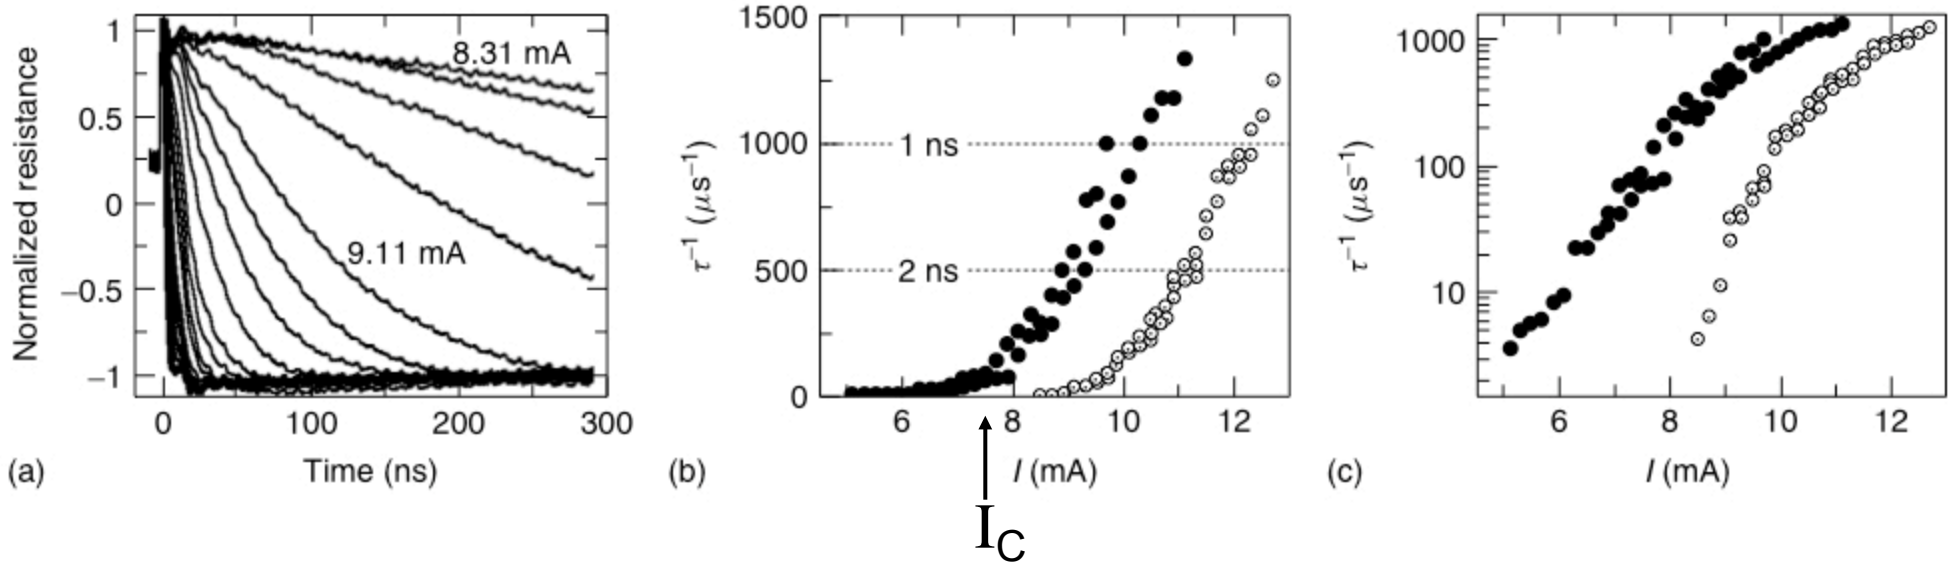 Normalized resistance
1
0.5
0
−0.5
−1
8.31 mA
9.11 mA
0 100 200 300
Time (ns)
(a)
τ⁻¹ (μs⁻¹)
1500
1000
500
0
1 ns
2 ns
6 8 10 12
I (mA)
(b)
I_C
τ⁻¹ (μs⁻¹)
1000
100
10
6 8 10 12
I (mA)
(c)